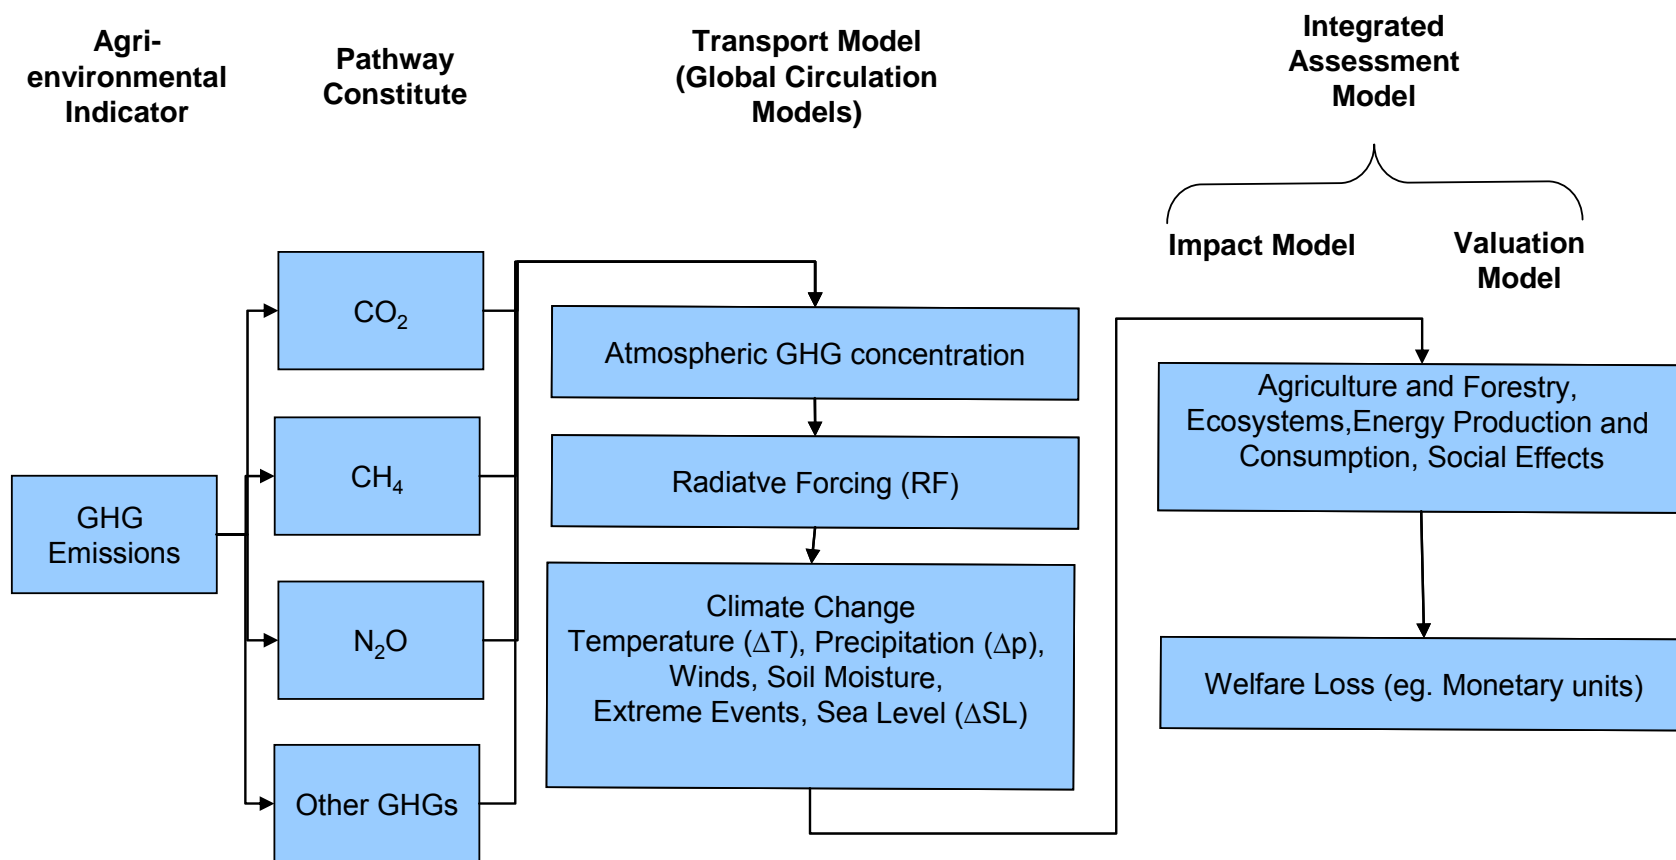 Agri-
environmental
Indicator
Pathway
Constitute
Transport Model
(Global Circulation
Models)
Integrated
Assessment
Model
Impact Model
Valuation
Model
GHG
Emissions
CO₂
CH₄
N₂O
Other GHGs
Atmospheric GHG concentration
Radiatve Forcing (RF)
Climate Change
Temperature (ΔT), Precipitation (Δp),
Winds, Soil Moisture,
Extreme Events, Sea Level (ΔSL)
Agriculture and Forestry,
Ecosystems,Energy Production and
Consumption, Social Effects
Welfare Loss (eg. Monetary units)